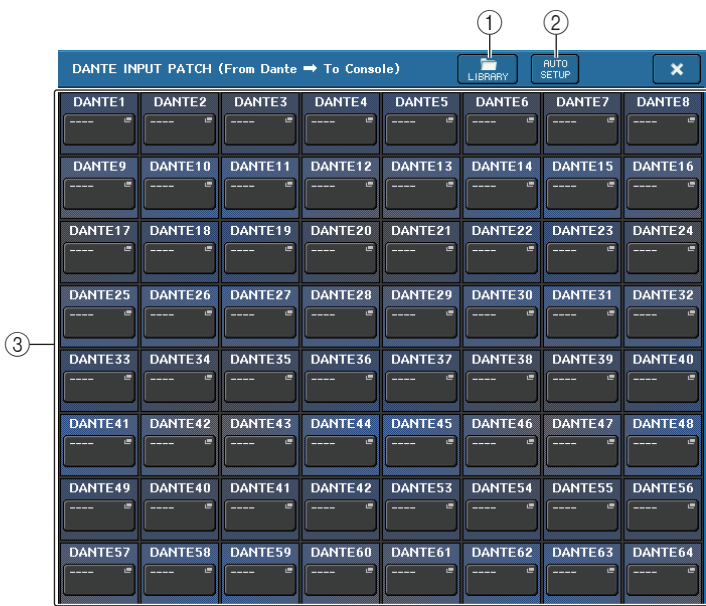 ① ②
DANTE INPUT PATCH (From Dante ➡ To Console) LIBRARY AUTO SETUP ×
DANTE1 DANTE2 DANTE3 DANTE4 DANTE5 DANTE6 DANTE7 DANTE8
---- ---- ---- ---- ---- ---- ---- ----
DANTE9 DANTE10 DANTE11 DANTE12 DANTE13 DANTE14 DANTE15 DANTE16
---- ---- ---- ---- ---- ---- ---- ----
DANTE17 DANTE18 DANTE19 DANTE20 DANTE21 DANTE22 DANTE23 DANTE24
---- ---- ---- ---- ---- ---- ---- ----
DANTE25 DANTE26 DANTE27 DANTE28 DANTE29 DANTE30 DANTE31 DANTE32
---- ---- ---- ---- ---- ---- ---- ----
③
DANTE33 DANTE34 DANTE35 DANTE36 DANTE37 DANTE38 DANTE39 DANTE40
---- ---- ---- ---- ---- ---- ---- ----
DANTE41 DANTE42 DANTE43 DANTE44 DANTE45 DANTE46 DANTE47 DANTE48
---- ---- ---- ---- ---- ---- ---- ----
DANTE49 DANTE40 DANTE41 DANTE42 DANTE53 DANTE54 DANTE55 DANTE56
---- ---- ---- ---- ---- ---- ---- ----
DANTE57 DANTE58 DANTE59 DANTE60 DANTE61 DANTE62 DANTE63 DANTE64
---- ---- ---- ---- ---- ---- ---- ----